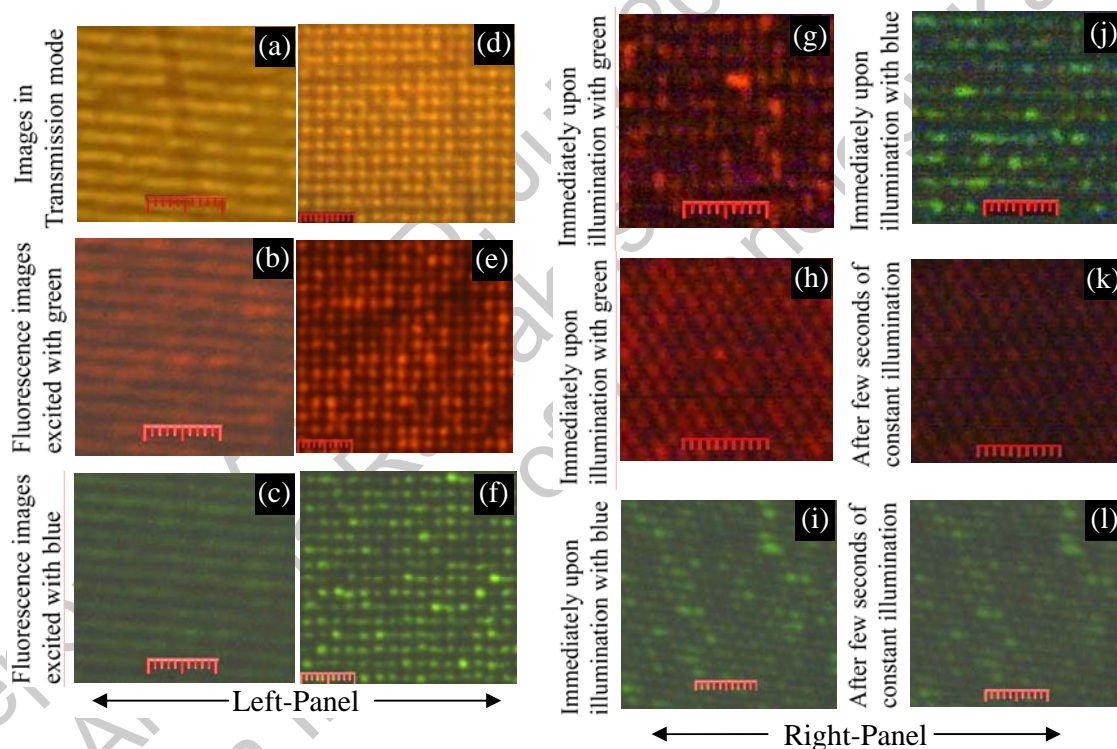 Images in
Transmission mode
(a)
(d)
Fluorescence images
excited with green
(b)
(e)
Fluorescence images
excited with blue
(c)
(f)
Left-Panel
Immediately upon
illumination with green
(g)
Immediately upon
illumination with blue
(j)
Immediately upon
illumination with green
(h)
After few seconds of
constant illumination
(k)
Immediately upon
illumination with blue
(i)
After few seconds of
constant illumination
(l)
Right-Panel